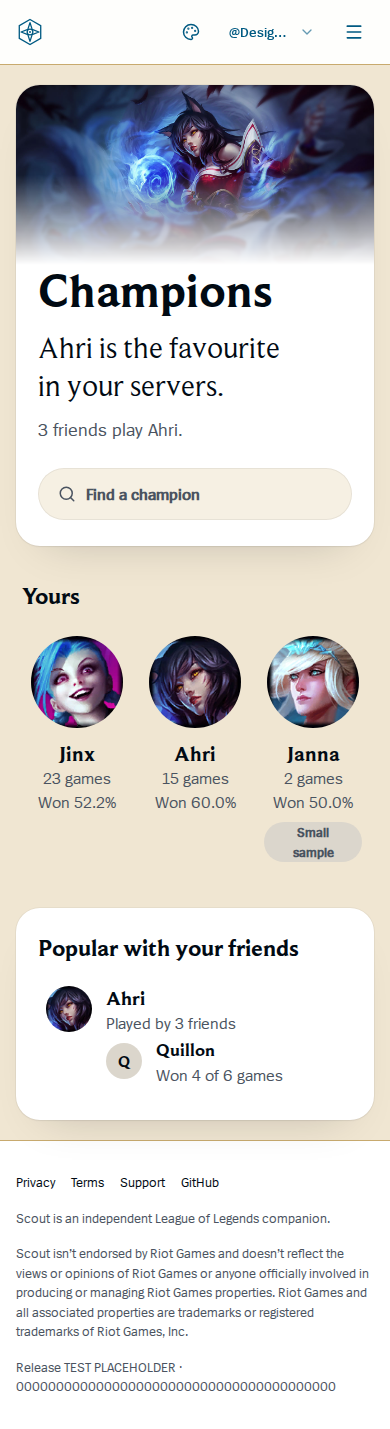 @Desig...
Champions
Ahri is the favourite
in your servers.
3 friends play Ahri.
Find a champion
Yours
Jinx
23 games
Won 52.2%
Ahri
15 games
Won 60.0%
Janna
2 games
Won 50.0%
Small
sample
Popular with your friends
Ahri
Played by 3 friends
Q
Quillon
Won 4 of 6 games
Privacy Terms Support GitHub
Scout is an independent League of Legends companion.
Scout isn't endorsed by Riot Games and doesn't reflect the
views or opinions of Riot Games or anyone officially involved in
producing or managing Riot Games properties. Riot Games and
all associated properties are trademarks or registered
trademarks of Riot Games, Inc.
Release TEST PLACEHOLDER ·
0000000000000000000000000000000000000000